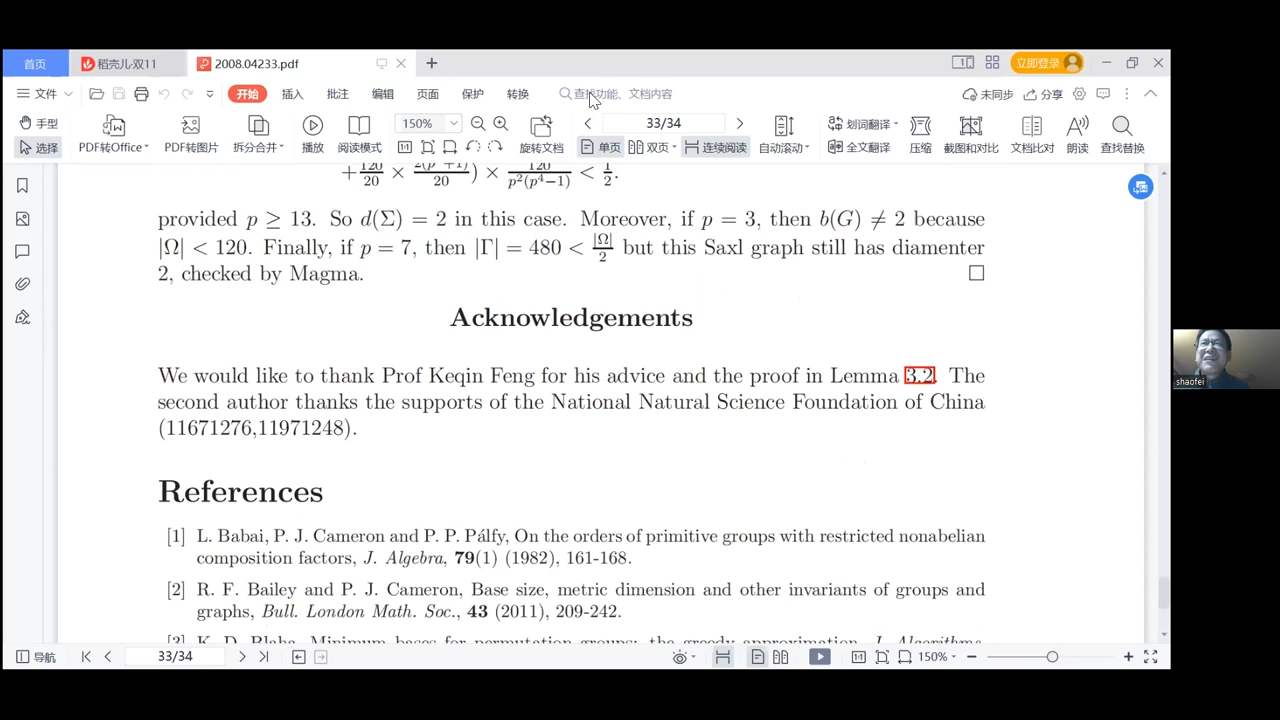 首页 稻壳儿·双11 2008.04233.pdf 立即登录
文件 开始 插入 批注 编辑 页面 保护 转换 查找功能、文档内容 未同步 分享
手型 选择 PDF转Office PDF转图片 拆分合并 播放 阅读模式 150% 旋转文档 33/34 单页 双页 连续阅读 自动滚动 划词翻译 全文翻译 压缩 截图和对比 文档比对 朗读 查找替换
provided p ≥ 13. So d(Σ) = 2 in this case. Moreover, if p = 3, then b(G) ≠ 2 because
|Ω| < 120. Finally, if p = 7, then |Γ| = 480 < |Ω|/2 but this Saxl graph still has diamenter
2, checked by Magma. □
Acknowledgements
We would like to thank Prof Keqin Feng for his advice and the proof in Lemma 3.2. The
second author thanks the supports of the National Natural Science Foundation of China
(11671276,11971248).
References
[1] L. Babai, P. J. Cameron and P. P. Pálfy, On the orders of primitive groups with restricted nonabelian
composition factors, J. Algebra, 79(1) (1982), 161-168.
[2] R. F. Bailey and P. J. Cameron, Base size, metric dimension and other invariants of groups and
graphs, Bull. London Math. Soc., 43 (2011), 209-242.
[3] K. D. Blaha, Minimum bases for permutation groups: the greedy approximation, J. Algorithms,
导航 33/34 150%
shaofei